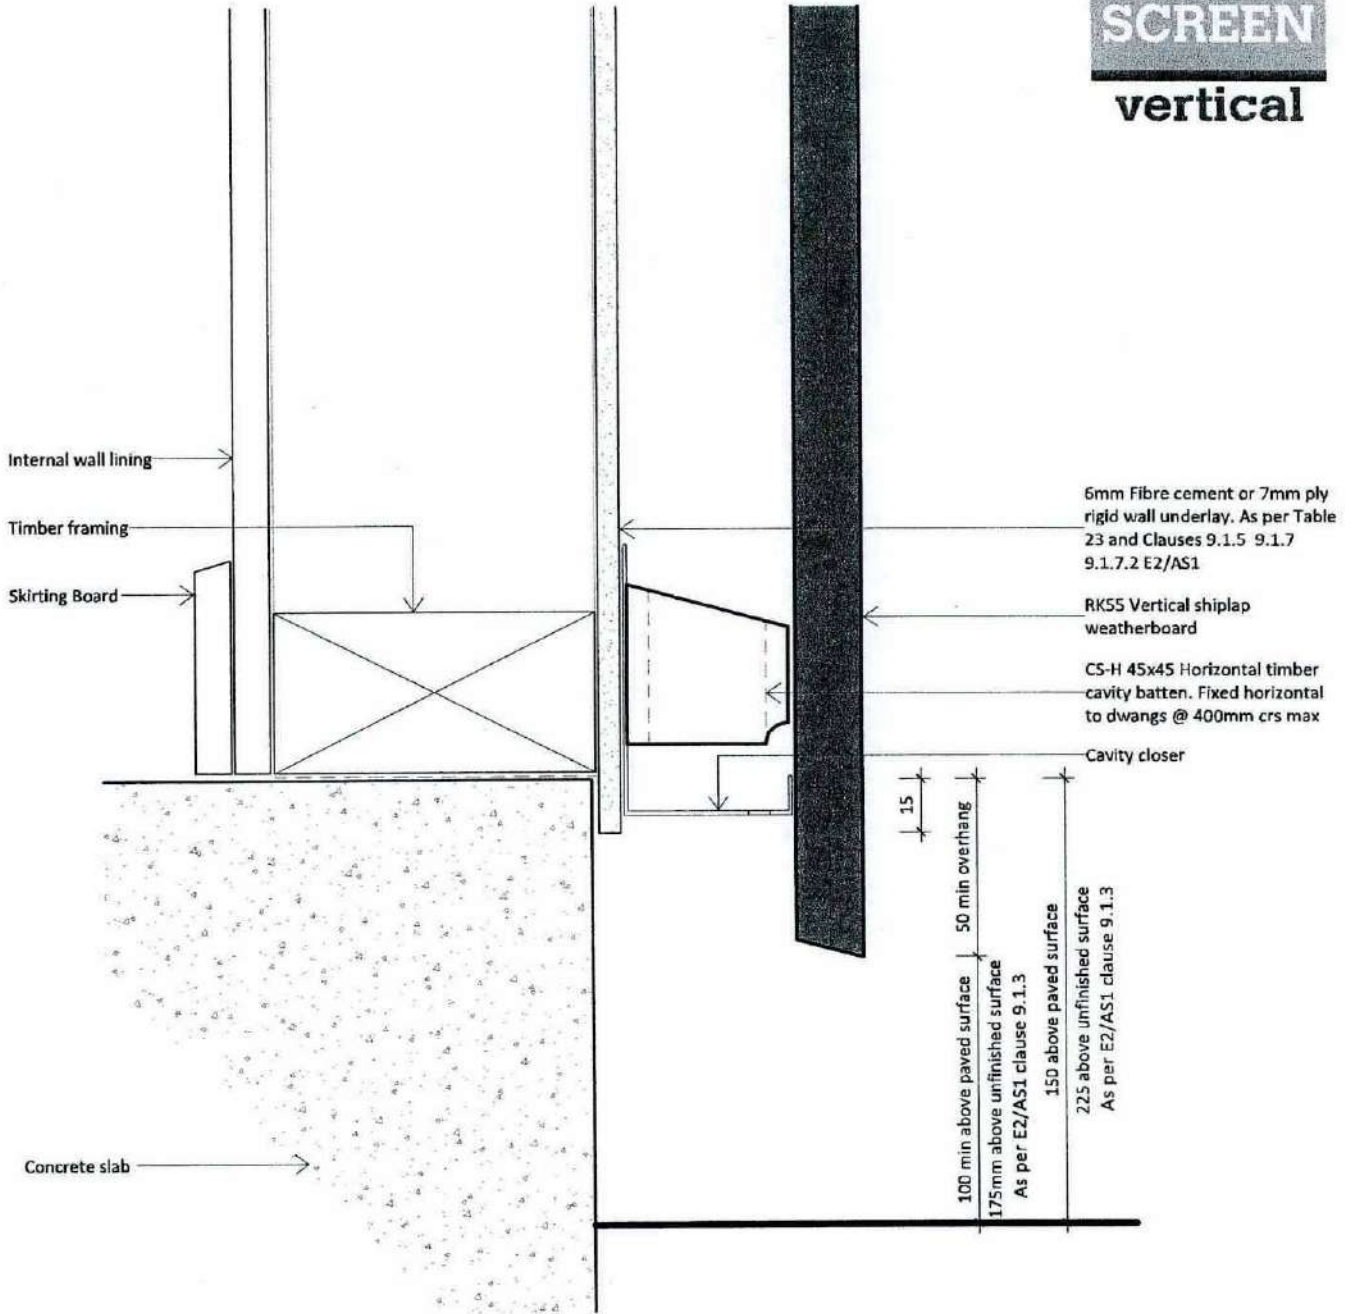 SCREEN
vertical
Internal wall lining
Timber framing
Skirting Board
Concrete slab
6mm Fibre cement or 7mm ply
rigid wall underlay. As per Table
23 and Clauses 9.1.5 9.1.7
9.1.7.2 E2/AS1
RK55 Vertical shiplap
weatherboard
CS-H 45x45 Horizontal timber
cavity batten. Fixed horizontal
to dwangs @ 400mm crs max
Cavity closer
15
50 min overhang
100 min above paved surface
175mm above unfinished surface
As per E2/AS1 clause 9.1.3
150 above paved surface
225 above unfinished surface
As per E2/AS1 clause 9.1.3